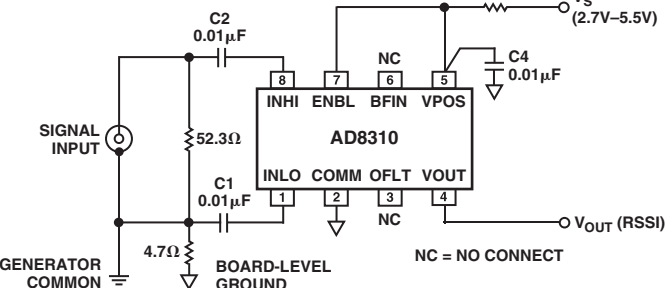 C2
0.01μF
(2.7V–5.5V)
NC
C4
0.01μF
8
7
6
5
INHI ENBL BFIN VPOS
SIGNAL
INPUT
52.3Ω
AD8310
C1
0.01μF
INLO COMM OFLT VOUT
1
2
3
4
NC
VOUT (RSSI)
4.7Ω
NC = NO CONNECT
GENERATOR
COMMON
BOARD-LEVEL
GROUND